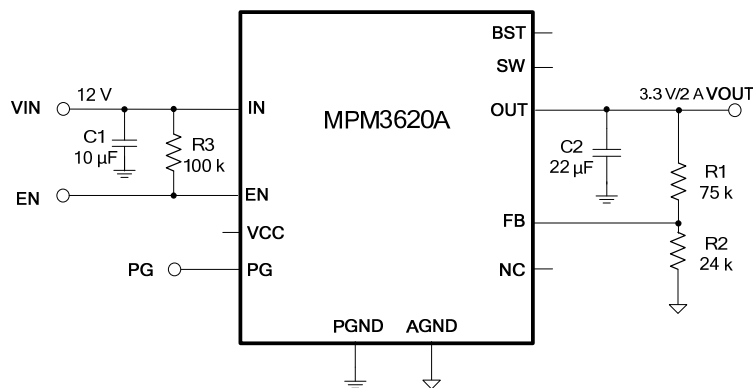 BST
SW
VIN
12 V
IN
MPM3620A
OUT
3.3 V/2 A VOUT
C1
10 µF
R3
100 k
C2
22 µF
R1
75 k
EN
EN
FB
VCC
R2
24 k
PG
PG
NC
PGND
AGND